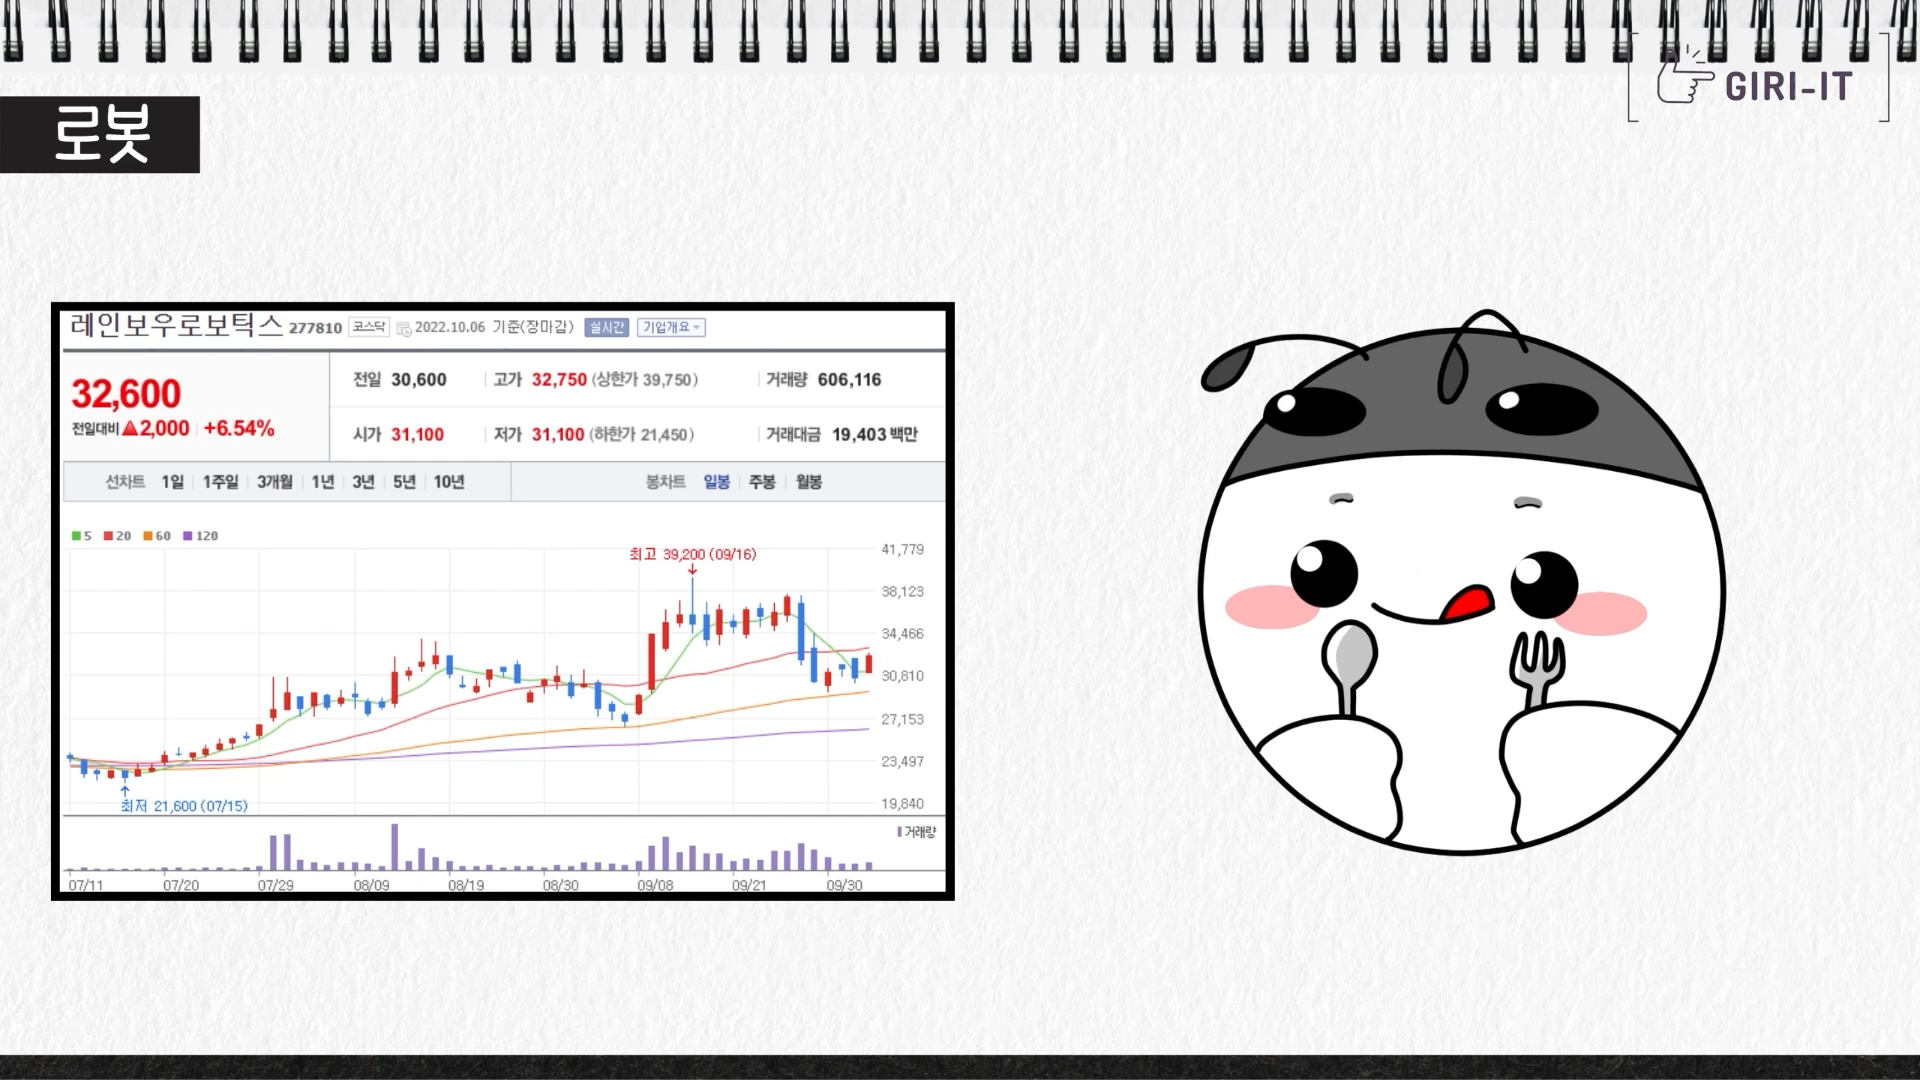 GIRI-IT
로봇
레인보우로보틱스 277810 코스닥 2022.10.06 기준(장마감) 실시간 기업개요
32,600
전일대비 ▲2,000 +6.54%
전일 30,600 고가 32,750 (상한가 39,750) 거래량 606,116
시가 31,100 저가 31,100 (하한가 21,450) 거래대금 19,403 백만
선차트 1일 1주일 3개월 1년 3년 5년 10년 봉차트 일봉 주봉 월봉
5 20 60 120
최고 39,200 (09/16)
41,779
38,123
34,466
30,810
27,153
23,497
19,840
최저 21,600 (07/15)
거래량
07/11 07/20 07/29 08/09 08/19 08/30 09/08 09/21 09/30